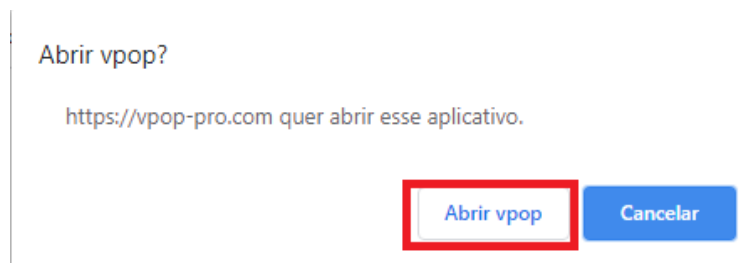 Abrir vpop?
https://vpop-pro.com quer abrir esse aplicativo.
Abrir vpop
Cancelar